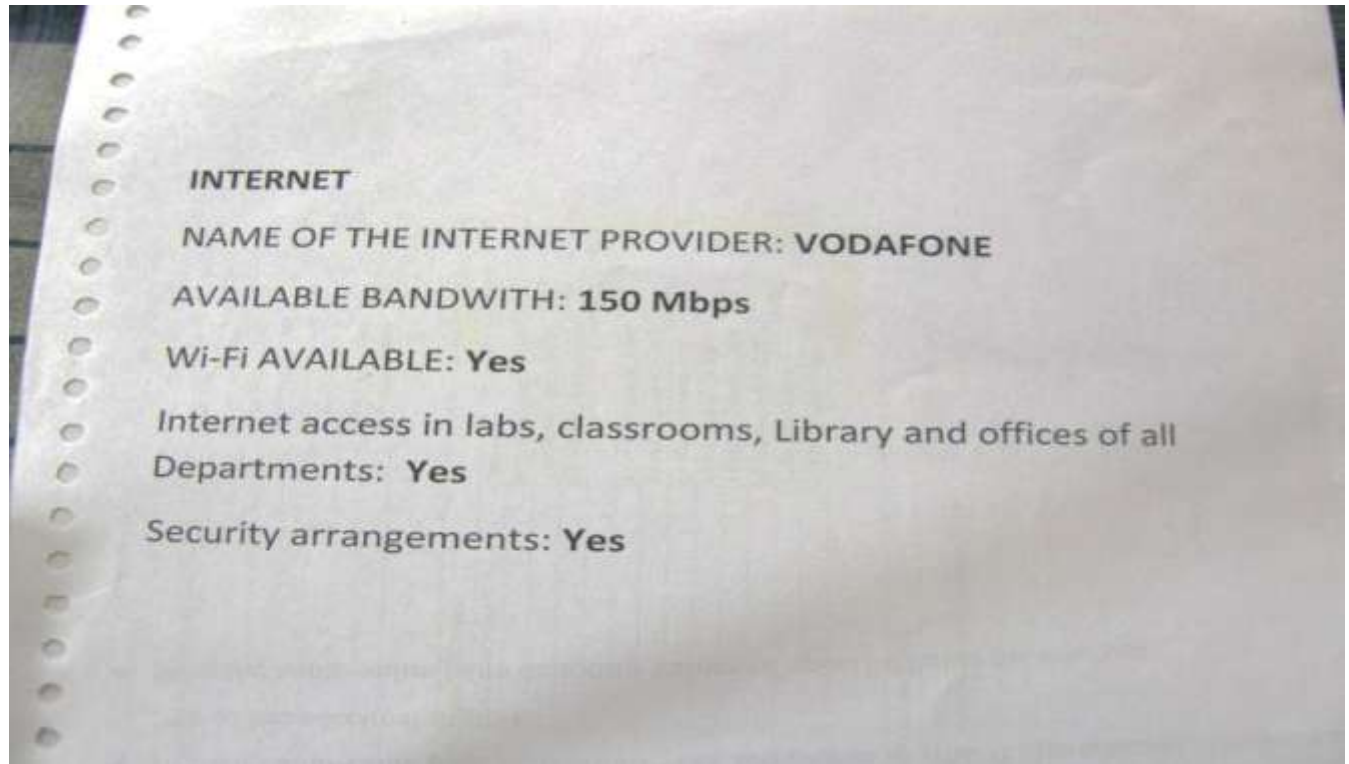 INTERNET
NAME OF THE INTERNET PROVIDER: VODAFONE
AVAILABLE BANDWITH: 150 Mbps
Wi-Fi AVAILABLE: Yes
Internet access in labs, classrooms, Library and offices of all
Departments: Yes
Security arrangements: Yes